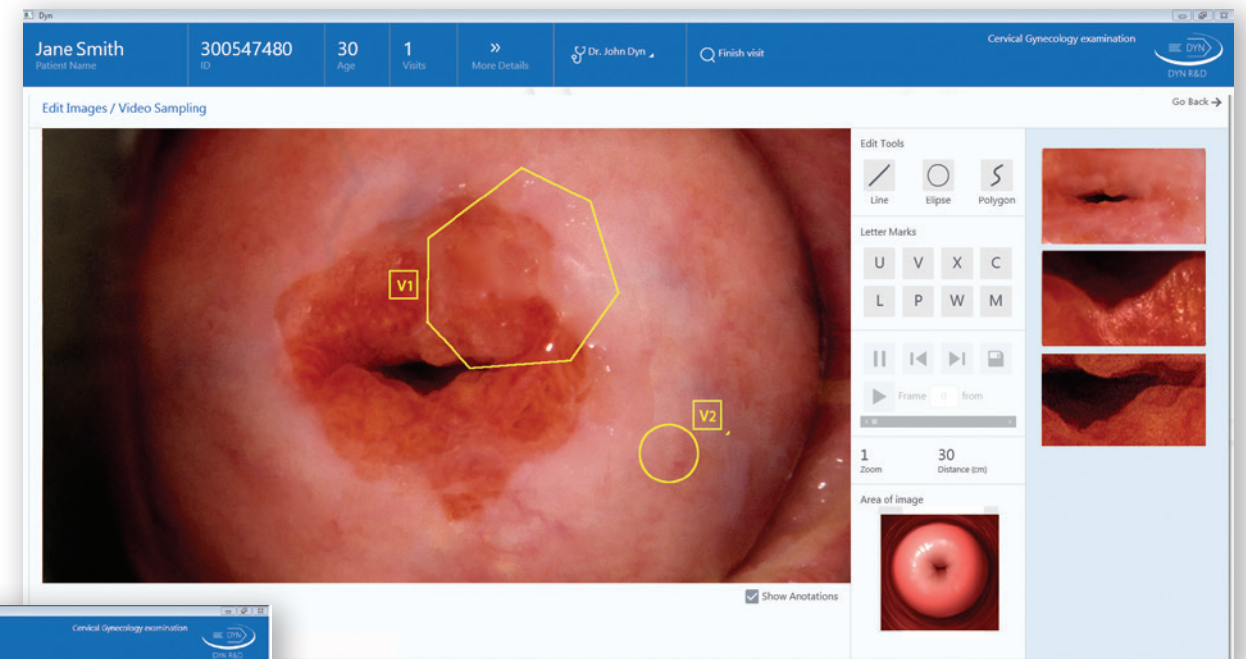 Dyn
Jane Smith
Patient Name
300547480
ID
30
Age
1
Visits
»
More Details
Dr. John Dyn
Finish visit
Cervical Gynecology examination
DYN
DYN R&D
Edit Images / Video Sampling
Go Back →
V1
V2
Show Anotations
Edit Tools
Line
Elipse
Polygon
Letter Marks
U V X C
L P W M
Frame 0 from
1
Zoom
30
Distance (cm)
Area of image
Cervical Gynecology examination
DYN
DYN R&D